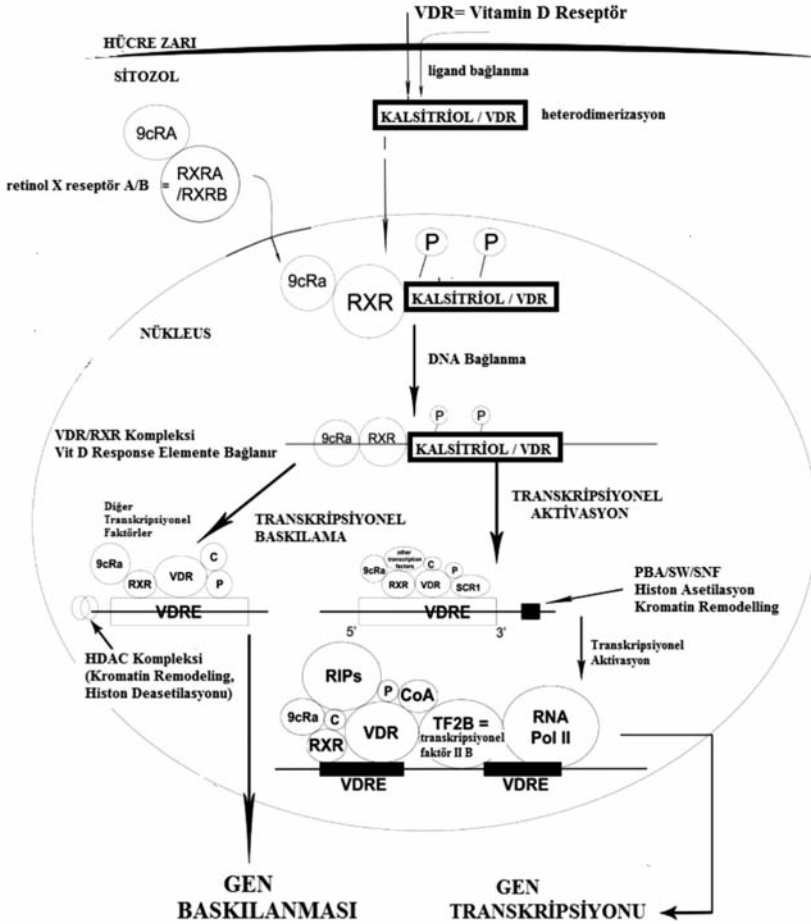 VDR= Vitamin D Reseptör
HÜCRE ZARI
SİTOZOL
ligand bağlanma
KALSİTRİOL / VDR
heterodimerizasyon
9cRA
retinol X reseptör A/B =
RXRA
/RXRB
P
P
9cRa
RXR
KALSİTRİOL / VDR
NÜKLEUS
DNA Bağlanma
P
P
VDR/RXR Kompleksi
Vit D Response Elemente Bağlanır
9cRa
RXR
KALSİTRİOL / VDR
TRANSKRİPSİYONEL
AKTİVASYON
Diğer
Transkripsiyonel
Faktörler
TRANSKRİPSİYONEL
BASKILAMA
9cRa
RXR
VDR
C
P
VDRE
other
transcription
factors
9cRa
RXR
VDR
C
P
SCR1
VDRE
5'
3'
PBA/SW/SNF
Histon Asetilasyon
Kromatin Remodelling
HDAC Kompleksi
(Kromatin Remodeling,
Histon Deasetilasyonu)
Transkripsiyonel
Aktivasyon
RIPs
P
CoA
9cRa
C
RXR
VDR
TF2B =
transkripsiyonel
faktör II B
RNA
Pol II
VDRE
VDRE
GEN
BASKILANMASI
GEN
TRANSKRİPSİYONU